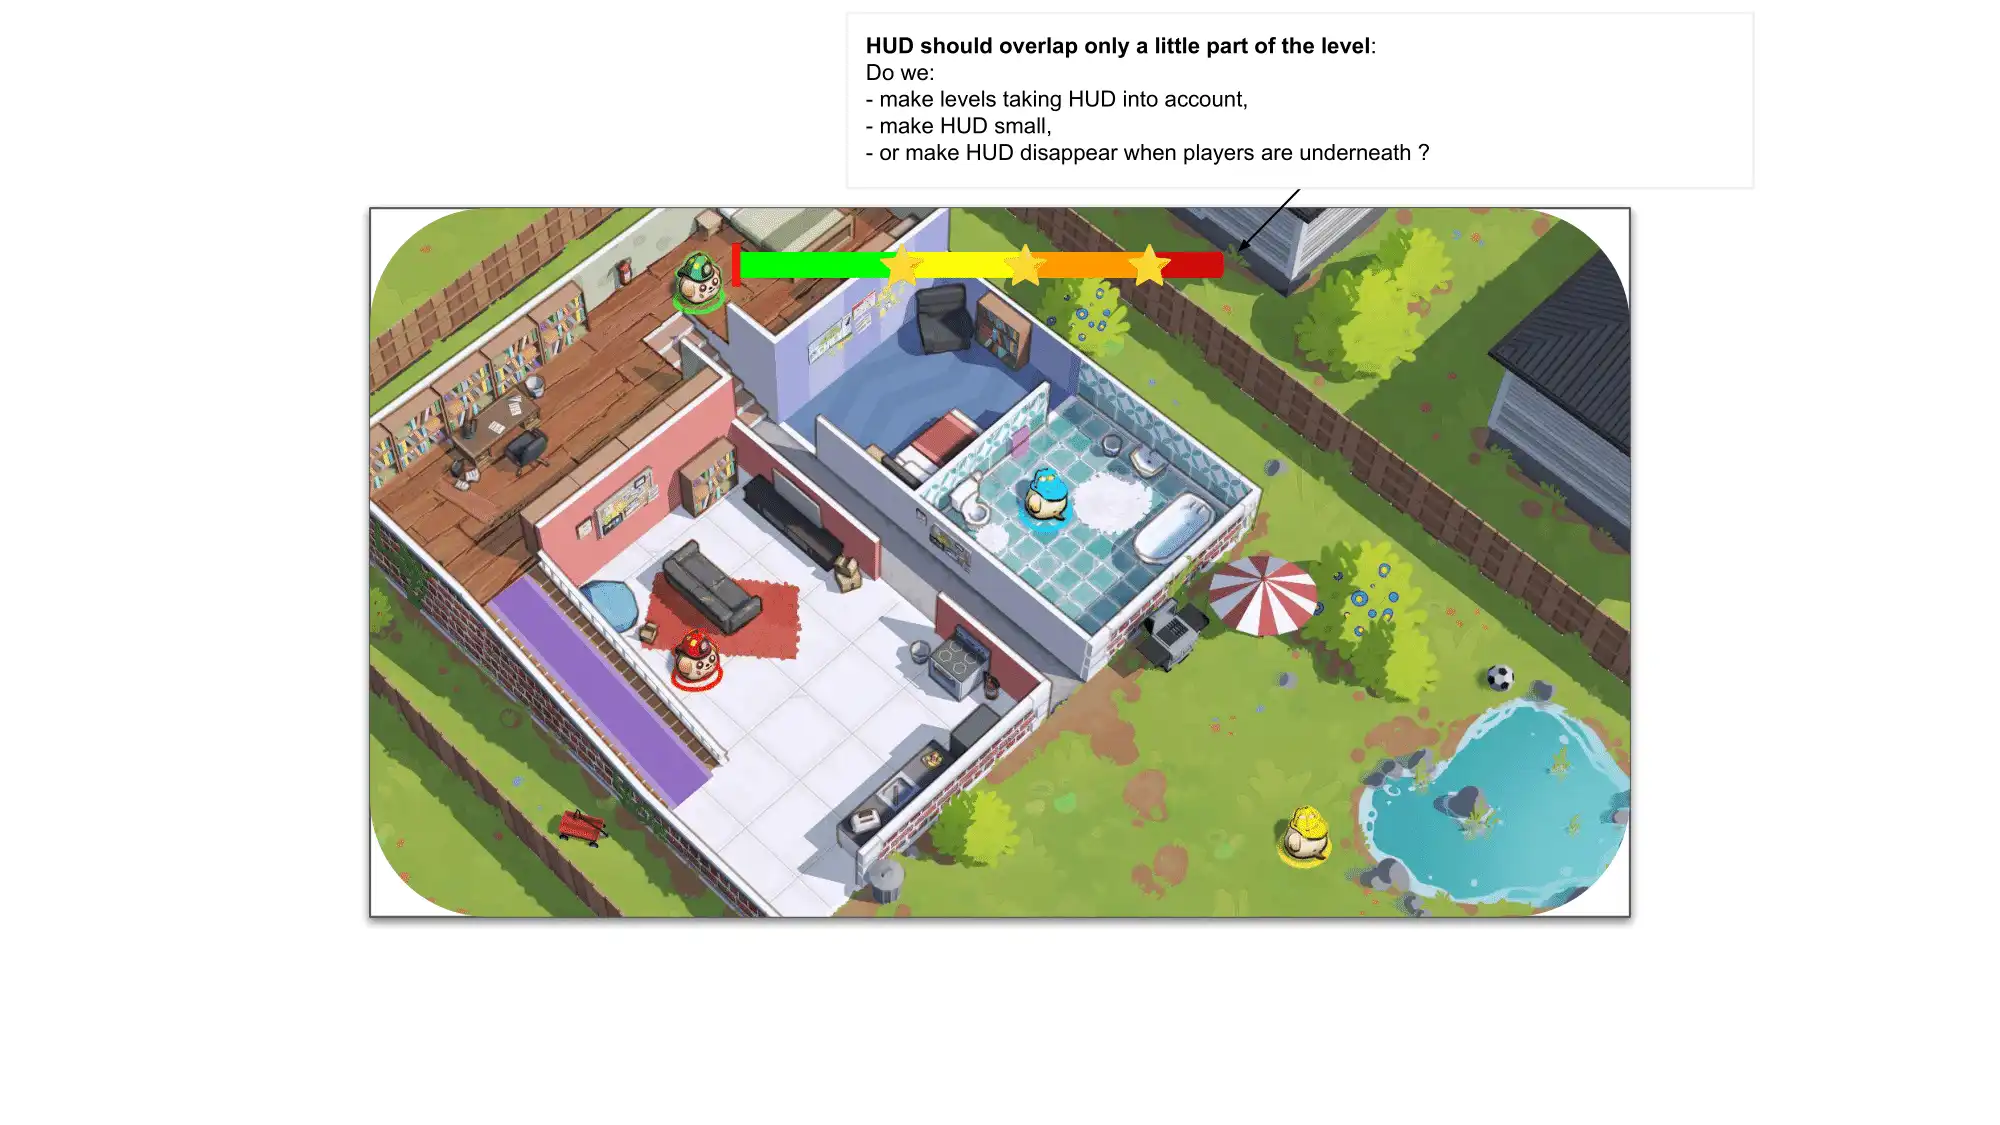 HUD should overlap only a little part of the level:
Do we:
- make levels taking HUD into account,
- make HUD small,
- or make HUD disappear when players are underneath ?